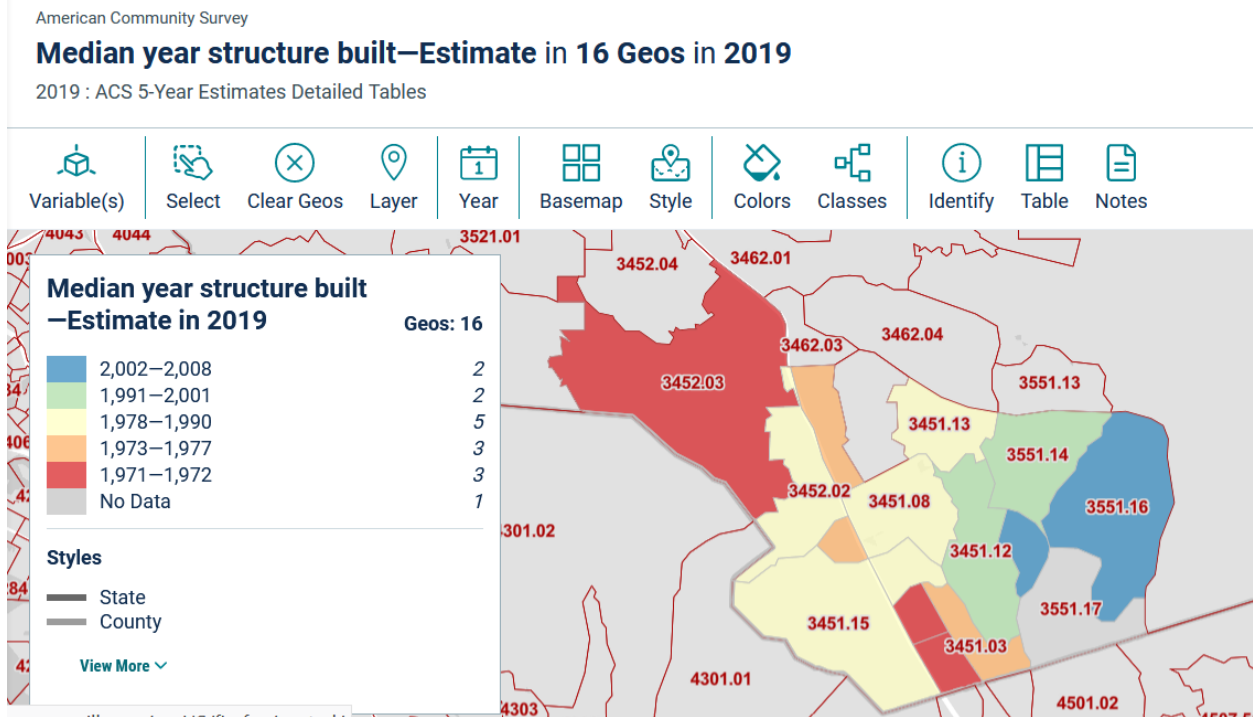 American Community Survey
Median year structure built—Estimate in 16 Geos in 2019
2019 : ACS 5-Year Estimates Detailed Tables
Variable(s)
Select
Clear Geos
Layer
1
Year
Basemap
Style
Colors
Classes
i
Identify
Table
Notes
4043
4044
3521.01
3452.04
3462.01
Median year structure built
—Estimate in 2019
Geos: 16
2,002—2,008 2
1,991—2,001 2
1,978—1,990 5
1,973—1,977 3
1,971—1,972 3
No Data 1
Styles
State
County
View More
3462.04
3462.03
3452.03
3551.13
3451.13
3551.14
3452.02
3451.08
3551.16
3451.12
3551.17
3451.15
3451.03
4301.01
4501.02
4303